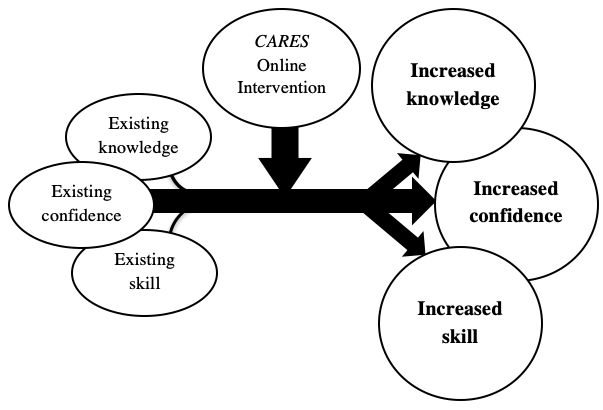 CARES
Online
Intervention
Existing
knowledge
Existing
confidence
Existing
skill
Increased
knowledge
Increased
confidence
Increased
skill